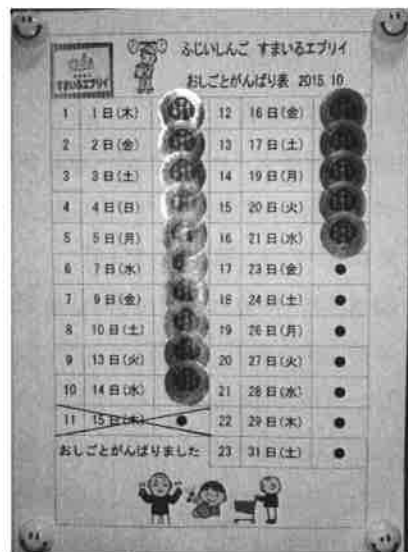 ふじいしんご すまいるエブリイ
すまいるエブリイ
おしごとがんばり表 2015.10
1 1日(木) 12 16日(金)
2 2日(金) 13 17日(土)
3 3日(土) 14 19日(月)
4 4日(日) 15 20日(火)
5 5日(月) 16 21日(水)
6 7日(水) 17 23日(金)
7 9日(金) 18 24日(土)
8 10日(土) 19 26日(月)
9 13日(火) 20 27日(火)
10 14日(水) 21 28日(水)
11 15日(木) 22 29日(木)
おしごとがんばりました 23 31日(土)